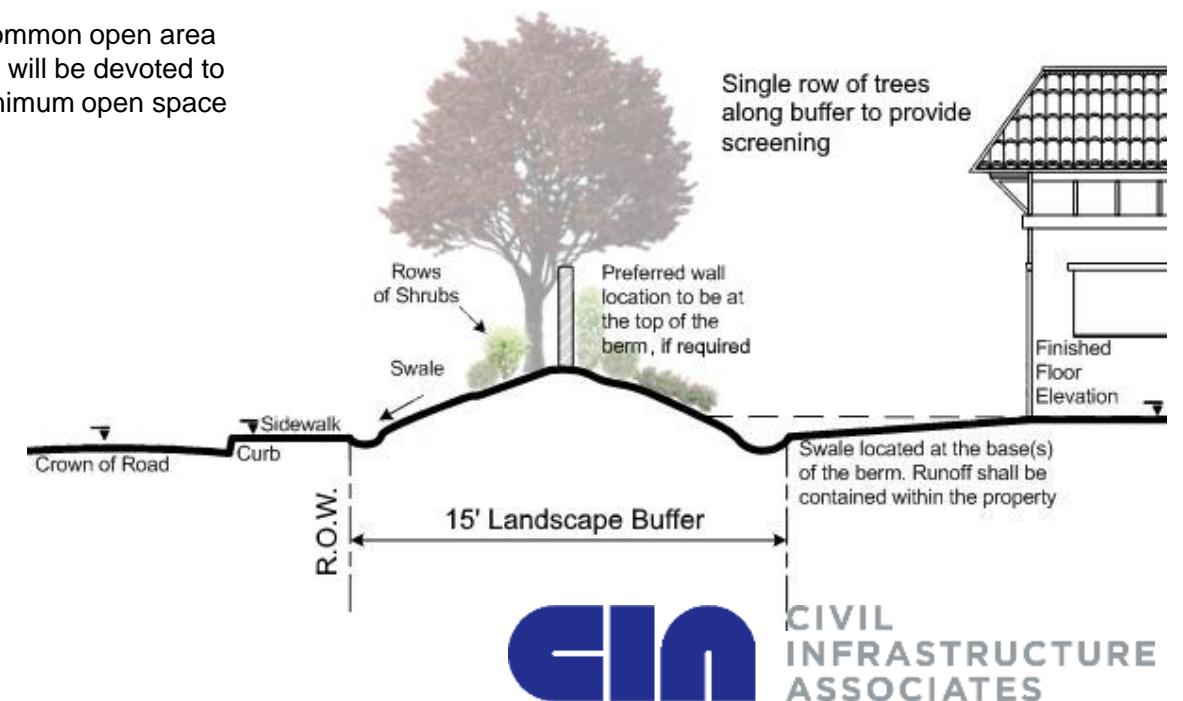 ommon open area
will be devoted to
nimum open space
Single row of trees
along buffer to provide
screening
Rows
of Shrubs
Preferred wall
location to be at
the top of the
berm, if required
Swale
Finished
Floor
Elevation
Sidewalk
Curb
Crown of Road
Swale located at the base(s)
of the berm. Runoff shall be
contained within the property
R.O.W.
15' Landscape Buffer
CIA
CIVIL
INFRASTRUCTURE
ASSOCIATES